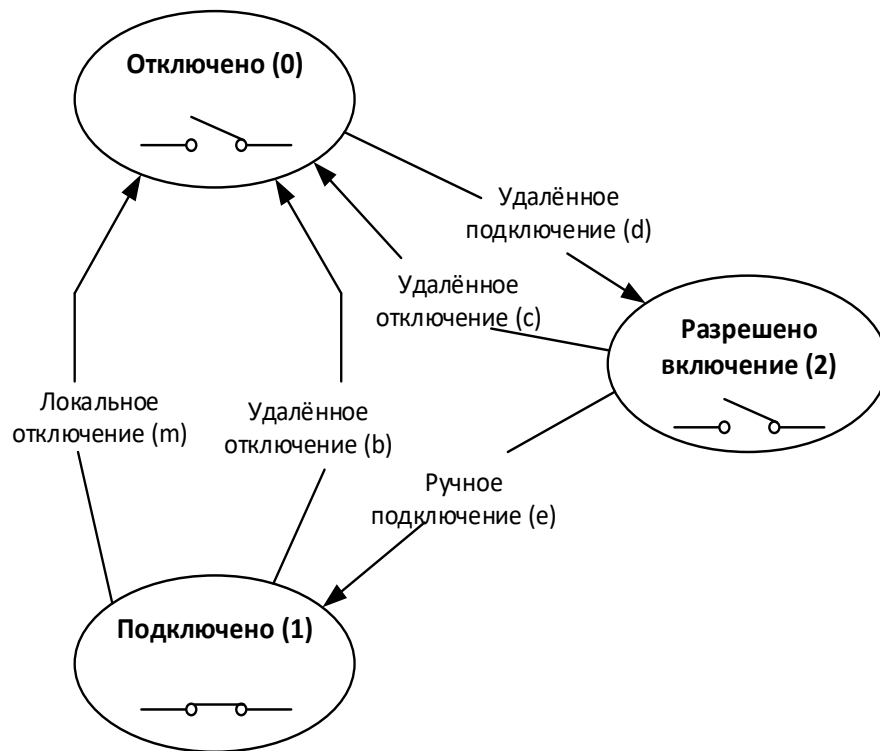 Отключено (0)
Удалённое
подключение (d)
Удалённое
отключение (c)
Разрешено
включение (2)
Локальное
отключение (m)
Удалённое
отключение (b)
Ручное
подключение (e)
Подключено (1)